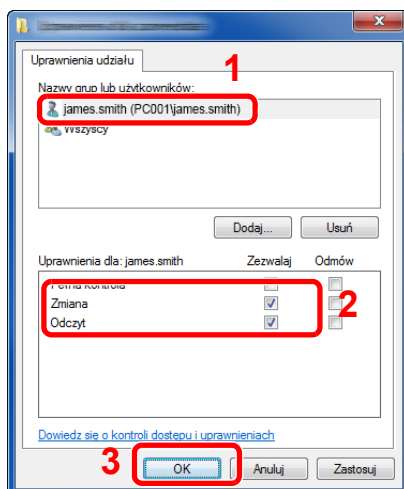 Uprawnienia udziału
1
Nazwy grup lub użytkowników:
james.smith (PC001\james.smith)
Wszyscy
Dodaj... Usuń
Uprawnienia dla: james.smith Zezwalaj Odmów
Pełna kontrola
Zmiana
2
Odczyt
Dowiedz się o kontroli dostępu i uprawnieniach
3
OK Anuluj Zastosuj